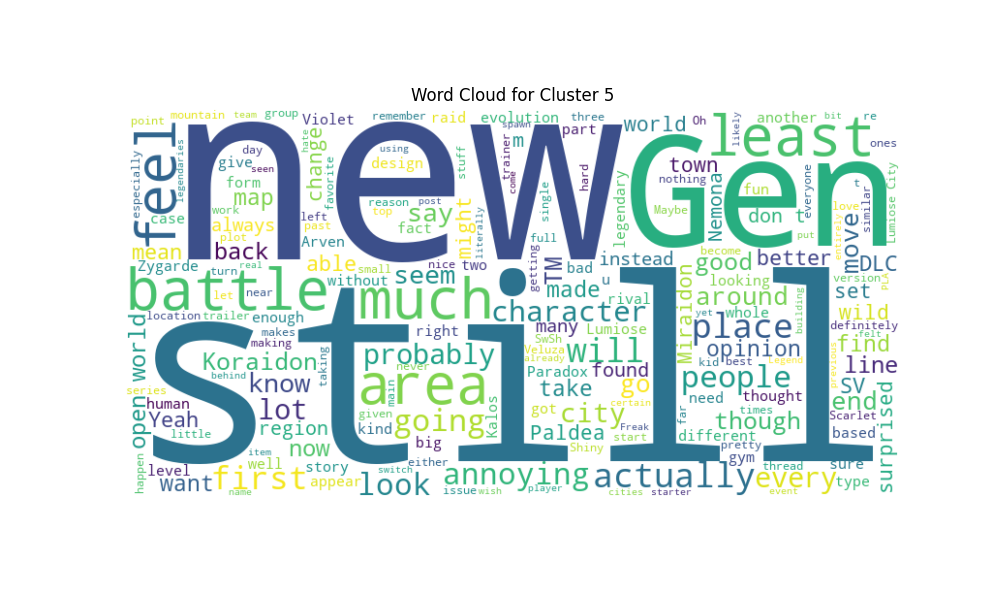 Word Cloud for Cluster 5
point mountain team group Violet remember raid evolution three part world Oh likely another bit re
especially feel legendaries new Gen least ones
day seen give change hate favorite using design stuff m spawn trainer come hard town nothing fun everyone t similar Lumiose City
form map reason post say single legendary Maybe Nemona don t love
case work always top fact might literally left past put entirely move
mean plot back Arven full become
Zygarde turn real able small without seem nice two getting TM bad u instead good better DLC
battle let near much made rival around looking version PLA set
location trailer enough character Miraidon whole yet building wild definitely
world makes making right many Lumiose place felt
open still probably SwSh Veluza already will opinion previous find
Koraidon taking never Paradox found kid best Legend line
series behind know area main take go people thought SV
human lot given got certain need times end Scarlet
Yeah little region going Kalos city Freak far though based surprised
now kind big Paldea start Shiny different pretty
happen level item well story either gym thread sure
want first appear switch look annoying issue wish player actually every type
name cities starter event